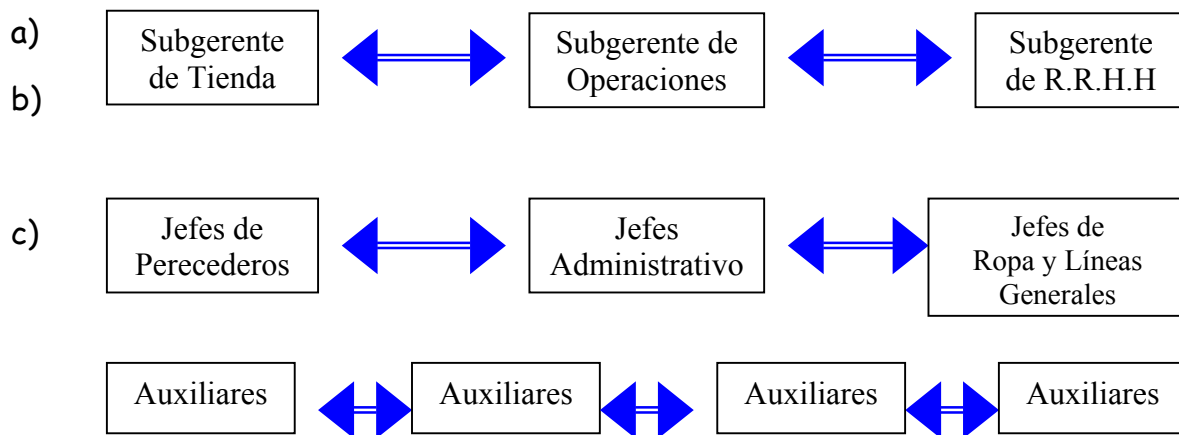 a)
Subgerente
de Tienda
Subgerente de
Operaciones
Subgerente
de R.R.H.H
b)
c)
Jefes de
Perecederos
Jefes
Administrativo
Jefes de
Ropa y Líneas
Generales
Auxiliares
Auxiliares
Auxiliares
Auxiliares